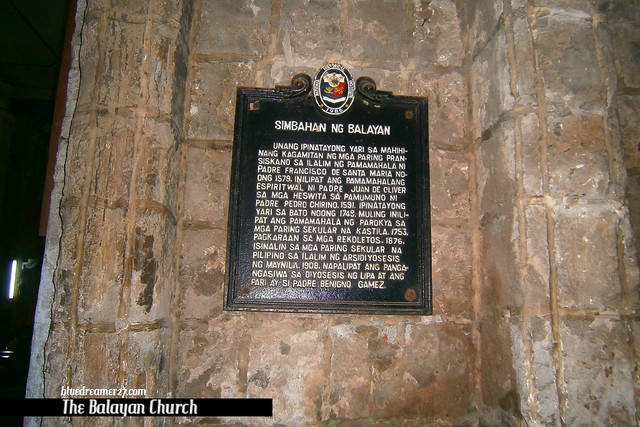 1986
SIMBAHAN NG BALAYAN
UNANG IPINATAYONG YARI SA MAHIHI-
NANG KAGAMITAN NG MGA PARING PRAN-
SISKANO SA ILALIM NG PAMAMAHALA NI
PADRE FRANCISCO DE SANTA MARIA NO-
ONG 1579. INILIPAT ANG PAMAMAHALANG
ESPIRITWAL NI PADRE JUAN DE OLIVER
SA MGA HESWITA SA PAMUMUNO NI
PADRE PEDRO CHIRINO, 1591. IPINATAYONG
YARI SA BATO NOONG 1748. MULING INILI-
PAT ANG PAMAMAHALA NG PAROKYA SA
MGA PARING SEKULAR NA KASTILA, 1753.
PAGKARAAN SA MGA REKOLETOS, 1876.
ISINALIN SA MGA PARING SEKULAR NA
PILIPINO SA ILALIM NG ARSIDIYOSESIS
NG MAYNILA, 1908. NAPALIPAT ANG PANGA-
NGASIWA SA DIYOSESIS NG LIPA AT ANG
PARI AY SI PADRE BENIGNO GAMEZ.
bluedreamer27.com
The Balayan Church